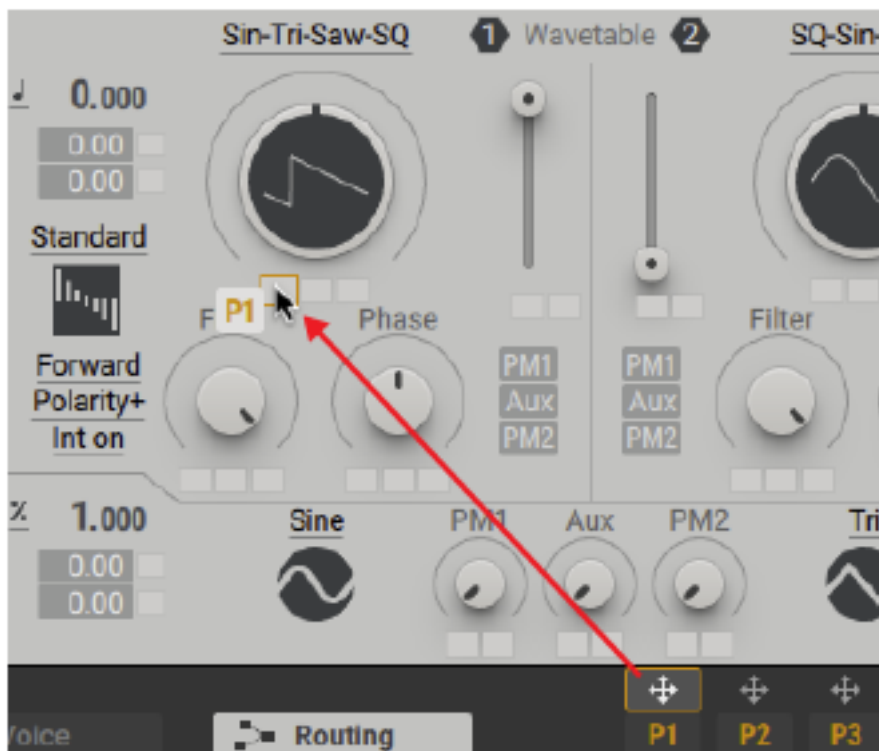 Sin-Tri-Saw-SQ
1 Wavetable 2
SQ-Sin-
0.000
0.00
0.00
Standard
P1
F
Phase
Filter
Forward
Polarity+
Int on
PM1
Aux
PM2
PM1
Aux
PM2
% 1.000
0.00
0.00
Sine
PM1
Aux
PM2
Tri
Voice
Routing
P1
P2
P3